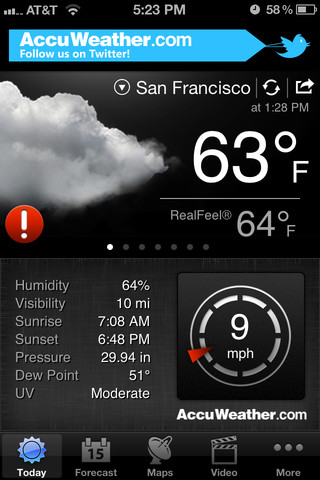 AT&T 5:23 PM 58 %
AccuWeather.com
Follow us on Twitter!
San Francisco
at 1:28 PM
63°F
RealFeel® 64°F
!
Humidity 64%
Visibility 10 mi
Sunrise 7:08 AM
Sunset 6:48 PM
Pressure 29.94 in
Dew Point 51°
UV Moderate
9
mph
AccuWeather.com
15
Today Forecast Maps Video More